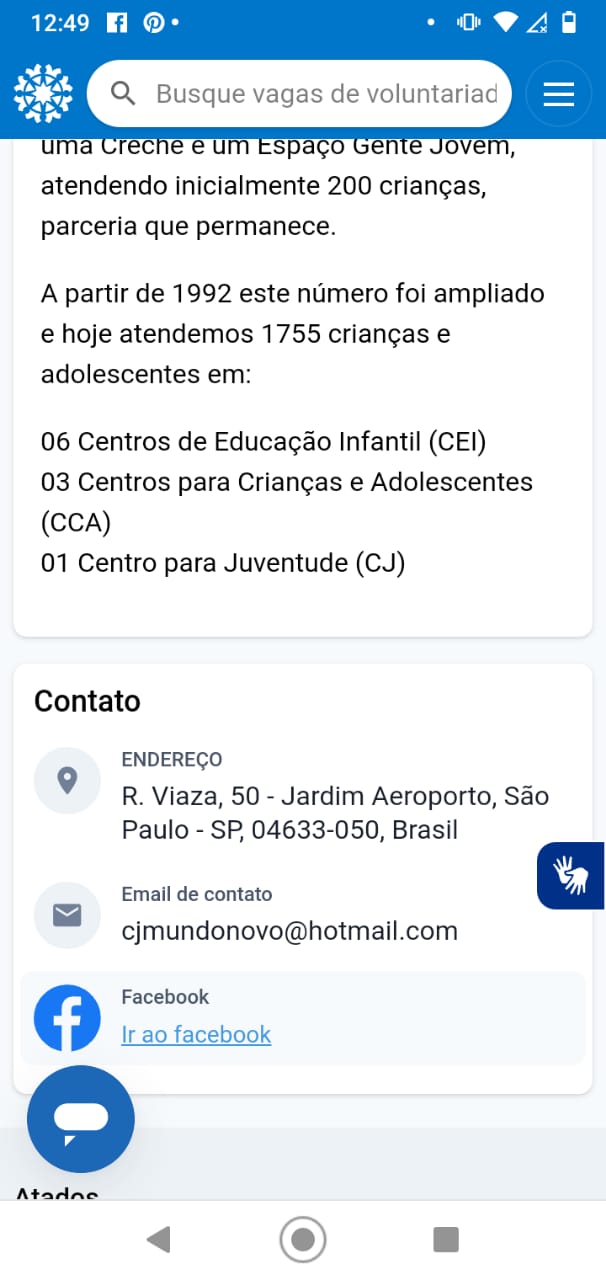 12:49
Busque vagas de voluntariad
uma Creche e um Espaço Gente Jovem,
atendendo inicialmente 200 crianças,
parceria que permanece.
A partir de 1992 este número foi ampliado
e hoje atendemos 1755 crianças e
adolescentes em:
06 Centros de Educação Infantil (CEI)
03 Centros para Crianças e Adolescentes
(CCA)
01 Centro para Juventude (CJ)
Contato
ENDEREÇO
R. Viaza, 50 - Jardim Aeroporto, São
Paulo - SP, 04633-050, Brasil
Email de contato
cjmundonovo@hotmail.com
Facebook
Ir ao facebook
Atados